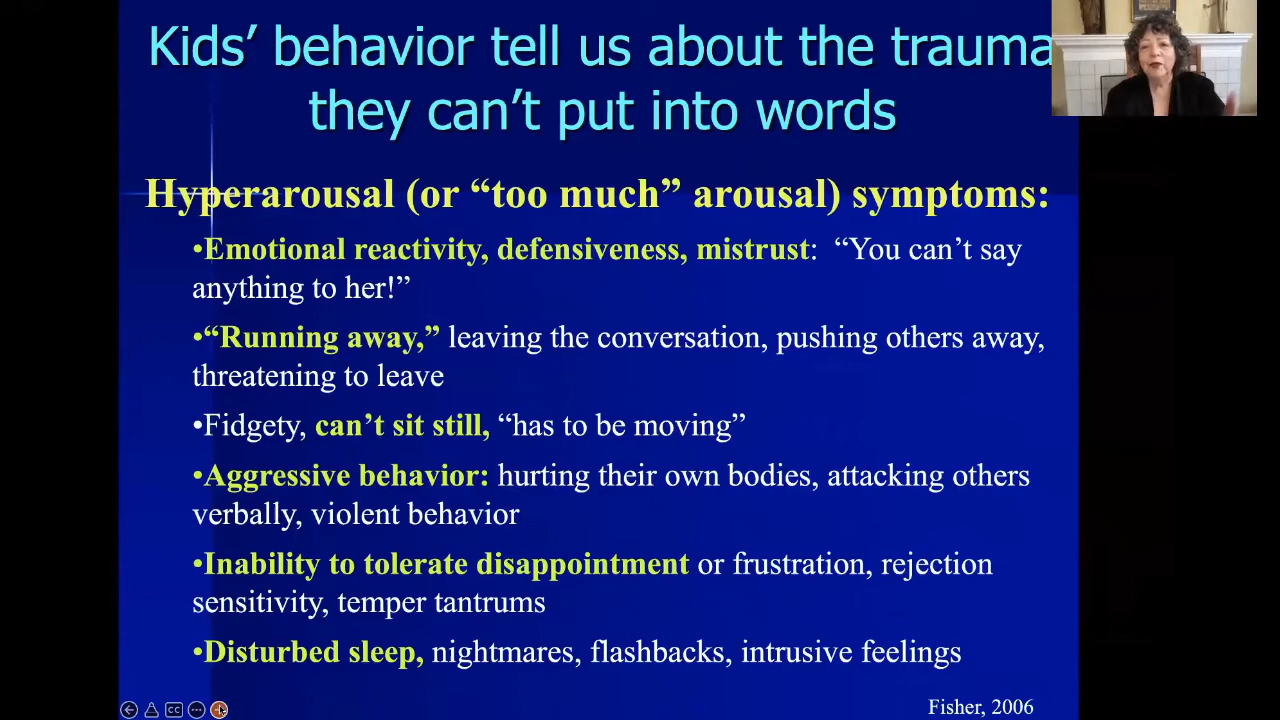 Kids’ behavior tell us about the trauma
they can’t put into words
Hyperarousal (or “too much” arousal) symptoms:
•Emotional reactivity, defensiveness, mistrust:  “You can’t say
anything to her!”
•“Running away,” leaving the conversation, pushing others away,
threatening to leave
•Fidgety, can’t sit still, “has to be moving”
•Aggressive behavior: hurting their own bodies, attacking others
verbally, violent behavior
•Inability to tolerate disappointment or frustration, rejection
sensitivity, temper tantrums
•Disturbed sleep, nightmares, flashbacks, intrusive feelings
CC
Fisher, 2006